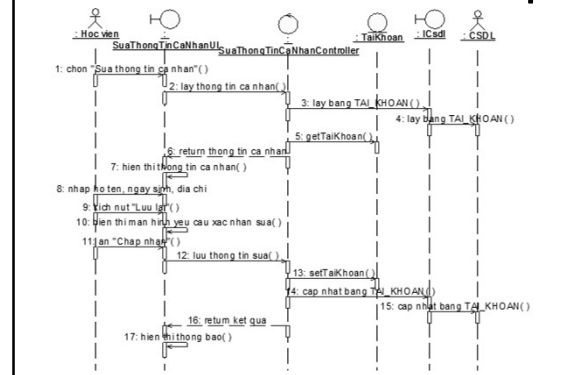 : Hoc vien
SuaThongTinCaNhanUI
SuaThongTinCaNhanController
: TaiKhoan
: ICsdl
: CSDL
1: chon "Sua thong tin ca nhan"( )
2: lay thong tin ca nhan( )
3: lay bang TAI_KHOAN( )
4: lay bang TAI_KHOAN( )
5: getTaiKhoan( )
6: return thong tin ca nhan
7: hien thi thong tin ca nhan( )
8: nhap ho ten, ngay sinh, dia chi
9: kich nut "Luu lai"( )
10: hien thi man hinh yeu cau xac nhan sua( )
11: an "Chap nhan"( )
12: luu thong tin sua( )
13: setTaiKhoan( )
14: cap nhat bang TAI_KHOAN( )
15: cap nhat bang TAI_KHOAN( )
16: return ket qua
17: hien thi thong bao( )